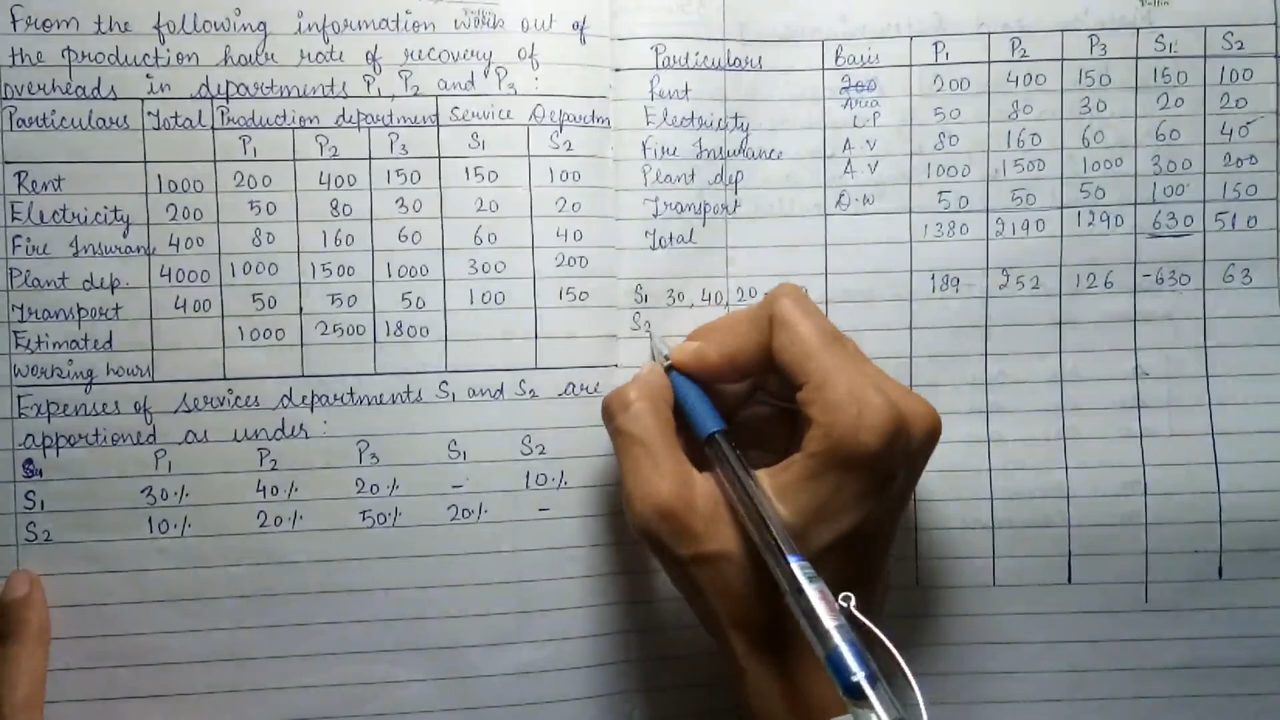 From the following information work out of
the production hour rate of recovery of
overheads in departments P1, P2 and P3 :
Particulars Total Production department Service Departm
P1 P2 P3 S1 S2
Rent 1000 200 400 150 150 100
Electricity 200 50 80 30 20 20
Fire Insuran 400 80 160 60 60 40
Plant dep. 4000 1000 1500 1000 300 200
Transport 400 50 50 50 100 150
Estimated 1000 2500 1800
working hours
Expenses of services departments S1 and S2 are
apportioned as under :
P1 P2 P3 S1 S2
S1 30% 40% 20% - 10%
S2 10% 20% 50% 20% -
Particulars Basis P1 P2 P3 S1 S2
Rent Area 200 400 150 150 100
Electricity L.P 50 80 30 20 20
Fire Insurance A.V 80 160 60 60 40
Plant dep A.V 1000 1500 1000 300 200
Transport D.W 50 50 50 100 150
Total 1380 2190 1290 630 510
S1 30, 40, 20 189 252 126 -630 63
S2